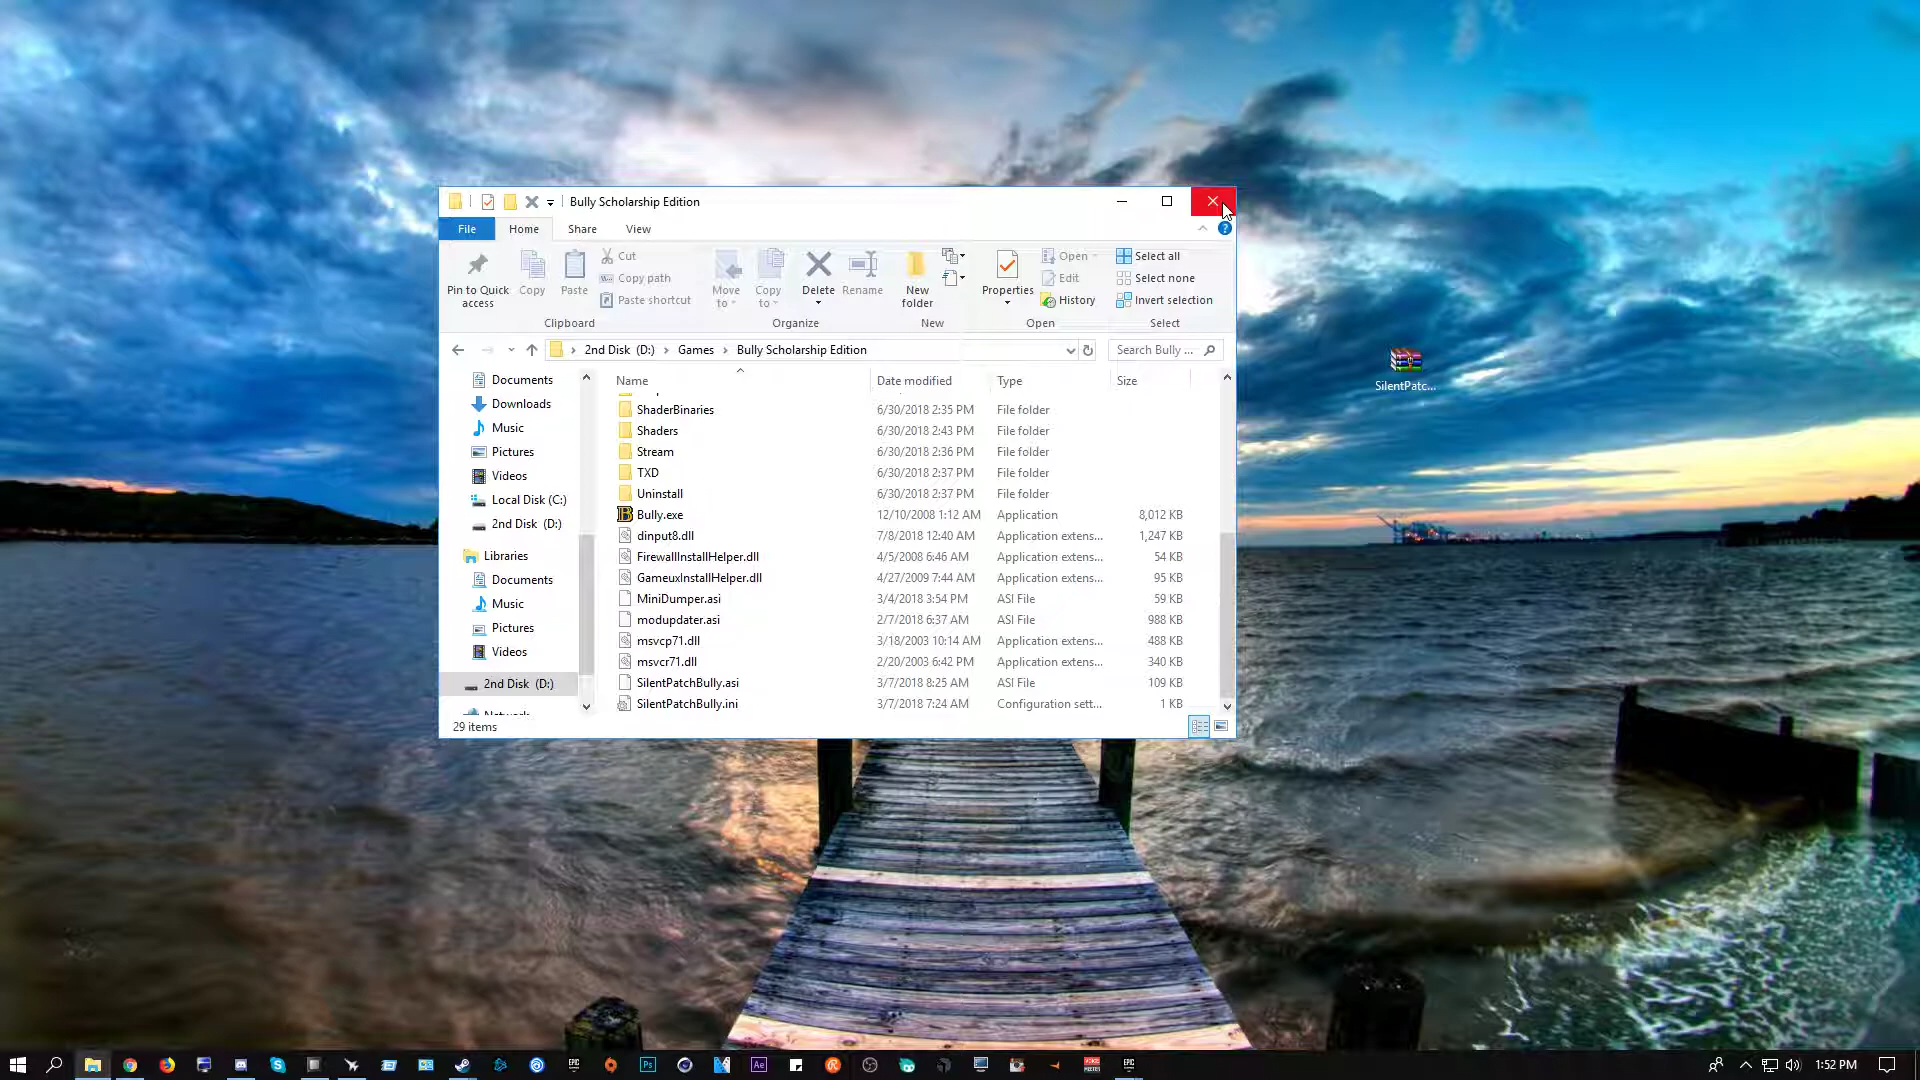 Bully Scholarship Edition
File
Home
Share
View
Pin to Quick
access
Copy
Paste
Cut
Copy path
Paste shortcut
Clipboard
Move
to
Copy
to
Delete
Rename
Organize
New
folder
New
Properties
Open
Edit
History
Open
Select all
Select none
Invert selection
Select
2nd Disk (D:)
Games
Bully Scholarship Edition
Search Bully ...
Documents
Downloads
Music
Pictures
Videos
Local Disk (C:)
2nd Disk (D:)
Libraries
Documents
Music
Pictures
Videos
2nd Disk (D:)
Network
Name Date modified Type Size
ShaderBinaries 6/30/2018 2:35 PM File folder
Shaders 6/30/2018 2:43 PM File folder
Stream 6/30/2018 2:36 PM File folder
TXD 6/30/2018 2:37 PM File folder
Uninstall 6/30/2018 2:37 PM File folder
Bully.exe 12/10/2008 1:12 AM Application 8,012 KB
dinput8.dll 7/8/2018 12:40 AM Application extens... 1,247 KB
FirewallInstallHelper.dll 4/5/2008 6:46 AM Application extens... 54 KB
GameuxInstallHelper.dll 4/27/2009 7:44 AM Application extens... 95 KB
MiniDumper.asi 3/4/2018 3:54 PM ASI File 59 KB
modupdater.asi 2/7/2018 6:37 AM ASI File 988 KB
msvcp71.dll 3/18/2003 10:14 AM Application extens... 488 KB
msvcr71.dll 2/20/2003 6:42 PM Application extens... 340 KB
SilentPatchBully.asi 3/7/2018 8:25 AM ASI File 109 KB
SilentPatchBully.ini 3/7/2018 7:24 AM Configuration sett... 1 KB
29 items
SilentPatc...
EPIC
Ps
Ae
EPIC
1:52 PM